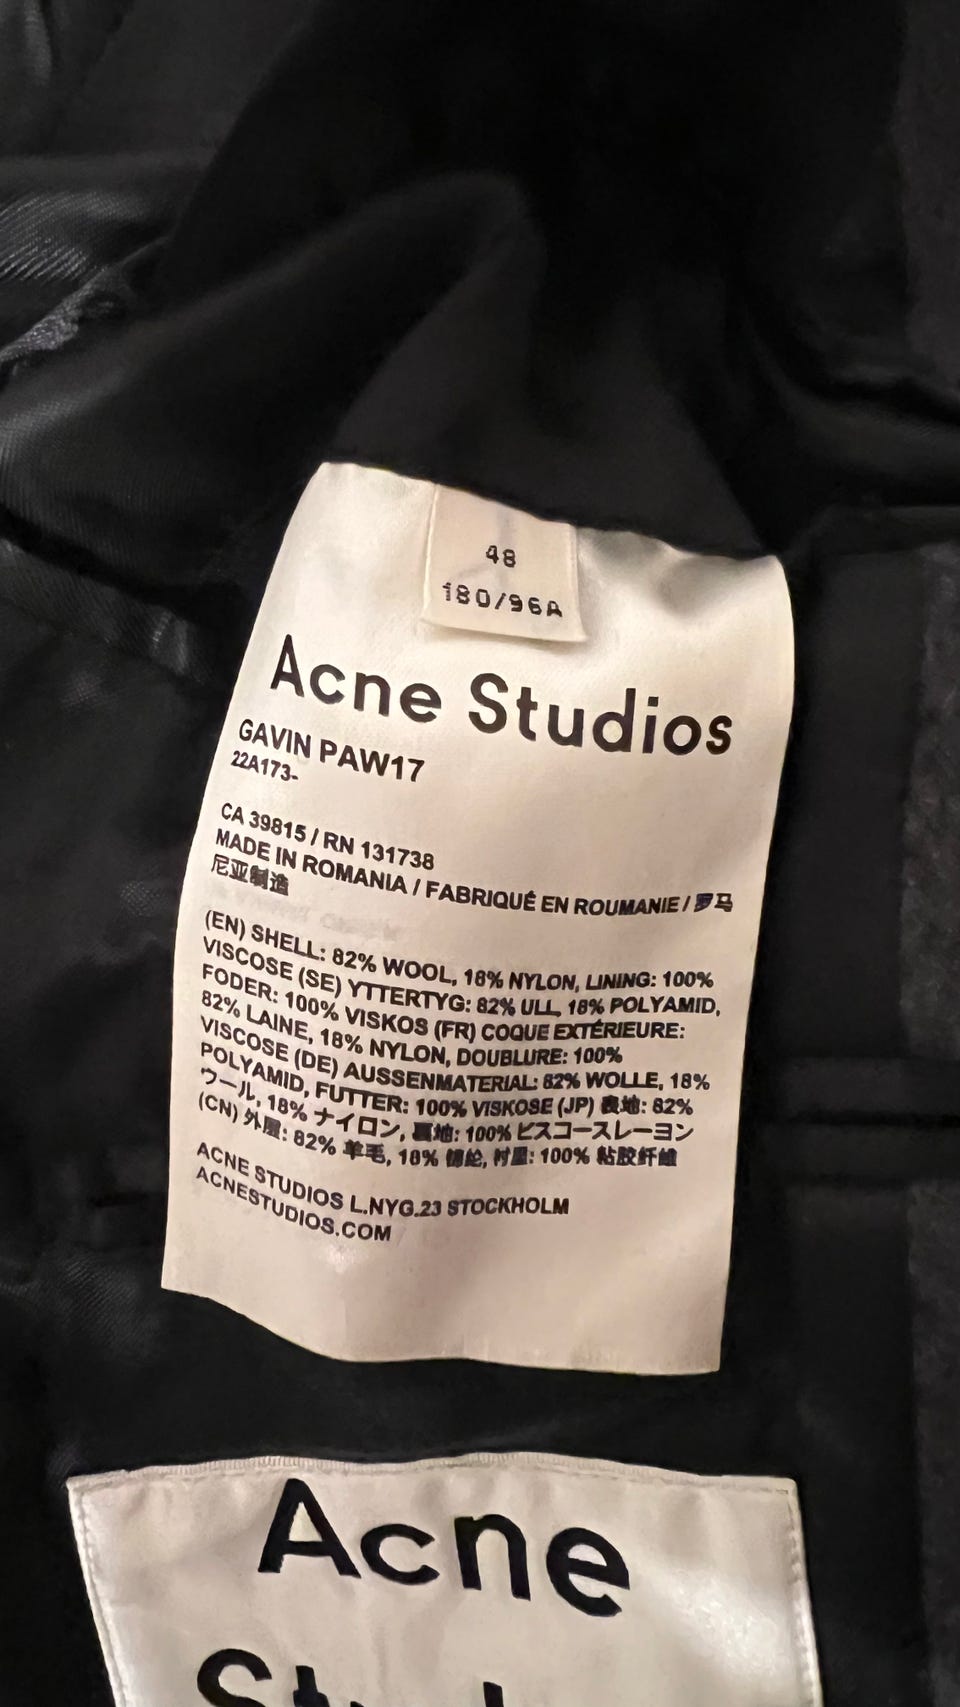 48
180/96A
Acne Studios
GAVIN PAW17
22A173-
CA 39815 / RN 131738
MADE IN ROMANIA / FABRIQUÉ EN ROUMANIE / 罗马
尼亚制造
(EN) SHELL: 82% WOOL, 18% NYLON, LINING: 100%
VISCOSE (SE) YTTERTYG: 82% ULL, 18% POLYAMID,
FODER: 100% VISKOS (FR) COQUE EXTÉRIEURE:
82% LAINE, 18% NYLON, DOUBLURE: 100%
VISCOSE (DE) AUSSENMATERIAL: 82% WOLLE, 18%
POLYAMID, FUTTER: 100% VISKOSE (JP) 表地: 82%
ウール, 18% ナイロン, 裏地: 100% ビスコースレーヨン
(CN) 外层: 82% 羊毛, 18% 锦纶, 衬里: 100% 粘胶纤维
ACNE STUDIOS L.NYG.23 STOCKHOLM
ACNESTUDIOS.COM
Acne